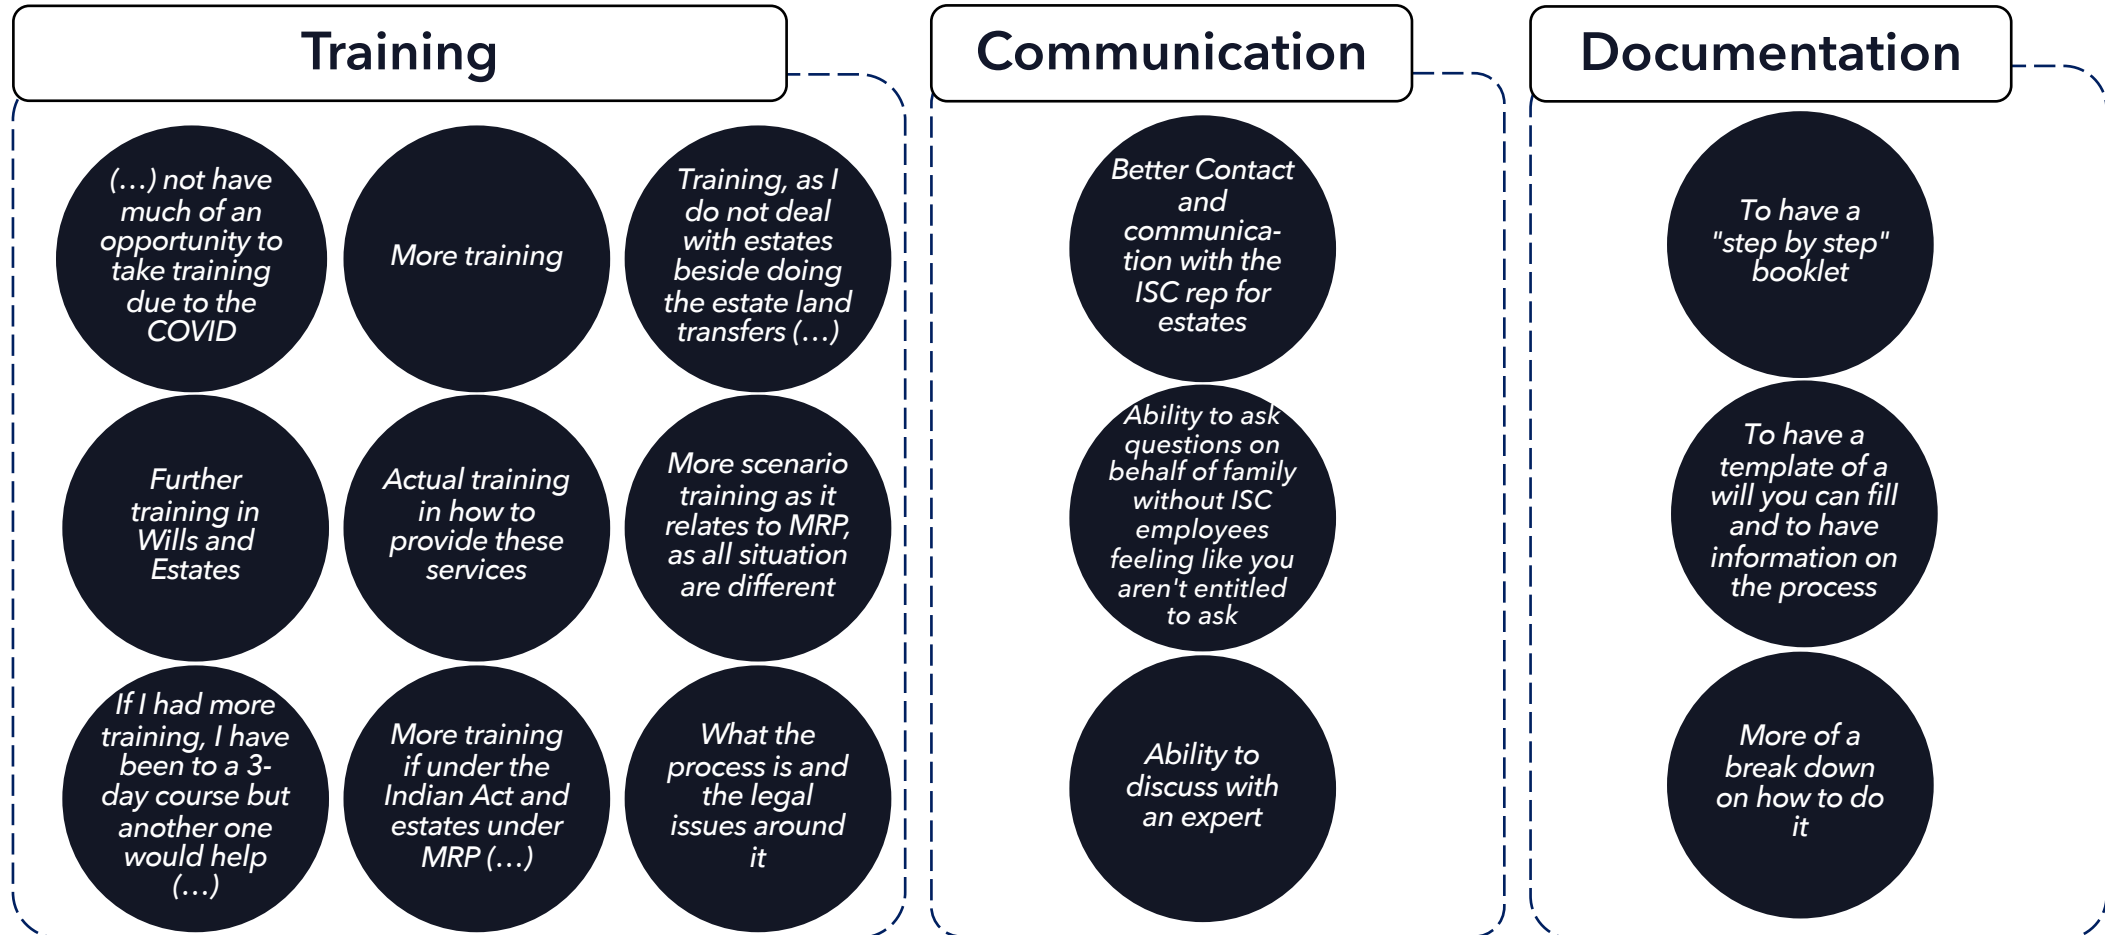 Training
(…) not have
much of an
opportunity to
take training
due to the
COVID
More training
Training, as I
do not deal
with estates
beside doing
the estate land
transfers (…)
Further
training in
Wills and
Estates
Actual training
in how to
provide these
services
More scenario
training as it
relates to MRP,
as all situation
are different
If I had more
training, I have
been to a 3-
day course but
another one
would help
(…)
More training
if under the
Indian Act and
estates under
MRP (…)
What the
process is and
the legal
issues around
it
Communication
Better Contact
and
communica-
tion with the
ISC rep for
estates
Ability to ask
questions on
behalf of family
without ISC
employees
feeling like you
aren't entitled
to ask
Ability to
discuss with
an expert
Documentation
To have a
"step by step"
booklet
To have a
template of a
will you can fill
and to have
information on
the process
More of a
break down
on how to do
it